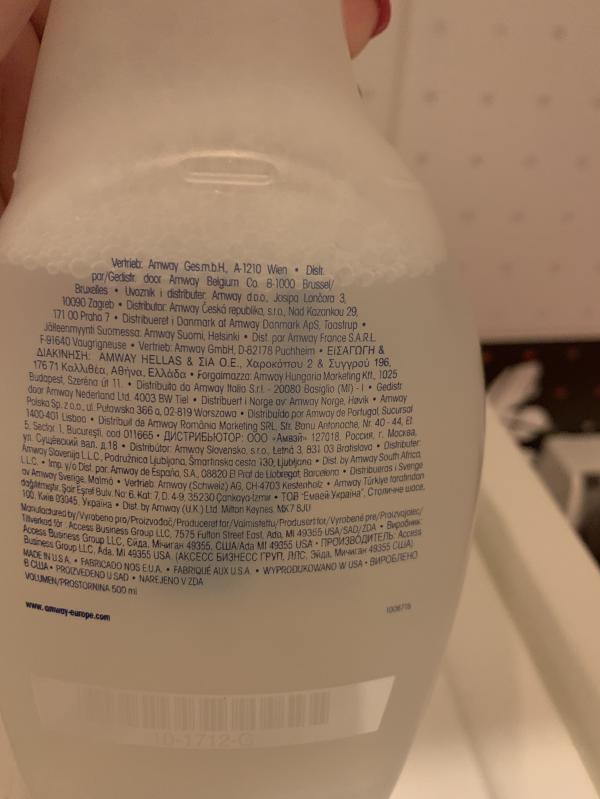 Vertrieb: Amway Ges.m.b.H., A-1210 Wien • Distr.
par/Gedistr. door Amway Belgium Co. B-1000 Brussel/
Bruxelles • Uvoznik i distributer: Amway d.o.o., Josipa Lončara 3,
10090 Zagreb • Distributor: Amway Česká republika, s.r.o., Nad Kazankou 29,
171 00 Praha 7 • Distribueret i Danmark af Amway Danmark ApS, Taastrup •
Jälleenmyynti Suomessa: Amway Suomi, Helsinki • Dist. par Amway France S.A.R.L.
F-91640 Vaugrigneuse • Vertrieb: Amway GmbH, D-82178 Puchheim • ΕΙΣΑΓΩΓΗ &
ΔΙΑΚΙΝΗΣΗ: AMWAY HELLAS & ΣΙΑ Ο.Ε., Χαροκόπου 2 & Συγγρού 196,
176 71 Καλλιθέα, Αθήνα, Ελλάδα • Forgalmazza: Amway Hungaria Marketing Kft., 1025
Budapest, Szeréna út 11. • Distribuito da Amway Italia S.r.l. - 20080 Basiglio (MI) - I • Gedistr.
door Amway Nederland Ltd. 4003 BW Tiel • Distribuert i Norge av Amway Norge, Høvik • Amway
Polska Sp. z o.o., ul. Puławska 366 a, 02-819 Warszawa • Distribuído por Amway de Portugal, Sucursal
1400-401 Lisboa • Distribuit de Amway România Marketing SRL, Str. Banu Antonache, Nr. 40 - 44, Et.
5, Sector 1, Bucureşti, cod 011665 • ДИСТРИБЬЮТОР: ООО «Амвэй» 127018, Россия, г. Москва,
ул. Сущёвский вал, д.18 • Distribútor: Amway Slovensko, s.r.o., Letná 3, 831 03 Bratislava • Distributer:
Amway Slovenija L.L.C., Podružnica Ljubljana, Šmartinska cesta 130, Ljubljana • Dist. by Amway South Africa
L.L.C. • Imp. y/o Dist. por: Amway de España, S.A., 08820 El Prat de Llobregat, Barcelona • Distribueras i Sverige
av Amway Sverige, Malmö • Vertrieb: Amway (Schweiz) AG, CH 4703 Kestenholz • Amway Türkiye tarafından
dağıtılmıştır. Şair Eşref Bulv. No: 6, Kat: 7, D: 4-9, 35230 Çankaya-İzmir • ТОВ "Емвей Україна", Столичне шосе,
100, Київ 03045, Україна • Dist. by Amway (U.K.) Ltd. Milton Keynes, MK7 8JU
Manufactured by/Vyrobeno pro/Proizvođač/Produceret for/Valmistettu/Produsert for/Vyrobené pre/Proizvajalec/
Tillverkad för : Access Business Group LLC, 7575 Fulton Street East, Ada, MI 49355 USA/SAD/ZDA • Виробник:
Access Business Group LLC, Ейда, Мічиган 49355, США/Ada MI 49355 USA • ПРОИЗВОДИТЕЛЬ: Access
Business Group LLC, Ada, MI 49355 USA (АКСЕСС БИЗНЕСС ГРУП, ЛЛС, Эйда, Мичиган 49355, США).
MADE IN U.S.A. • FABRICADO NOS E.U.A. • FABRIQUÉ AUX U.S.A. • WYPRODUKOWANO W USA • ВИРОБЛЕНО
В США • PROIZVEDENO U SAD • NAREJENO V ZDA
VOLUMEN/PROSTORNINA 500 ml
www.amway-europe.com
1006715
10-1712-G